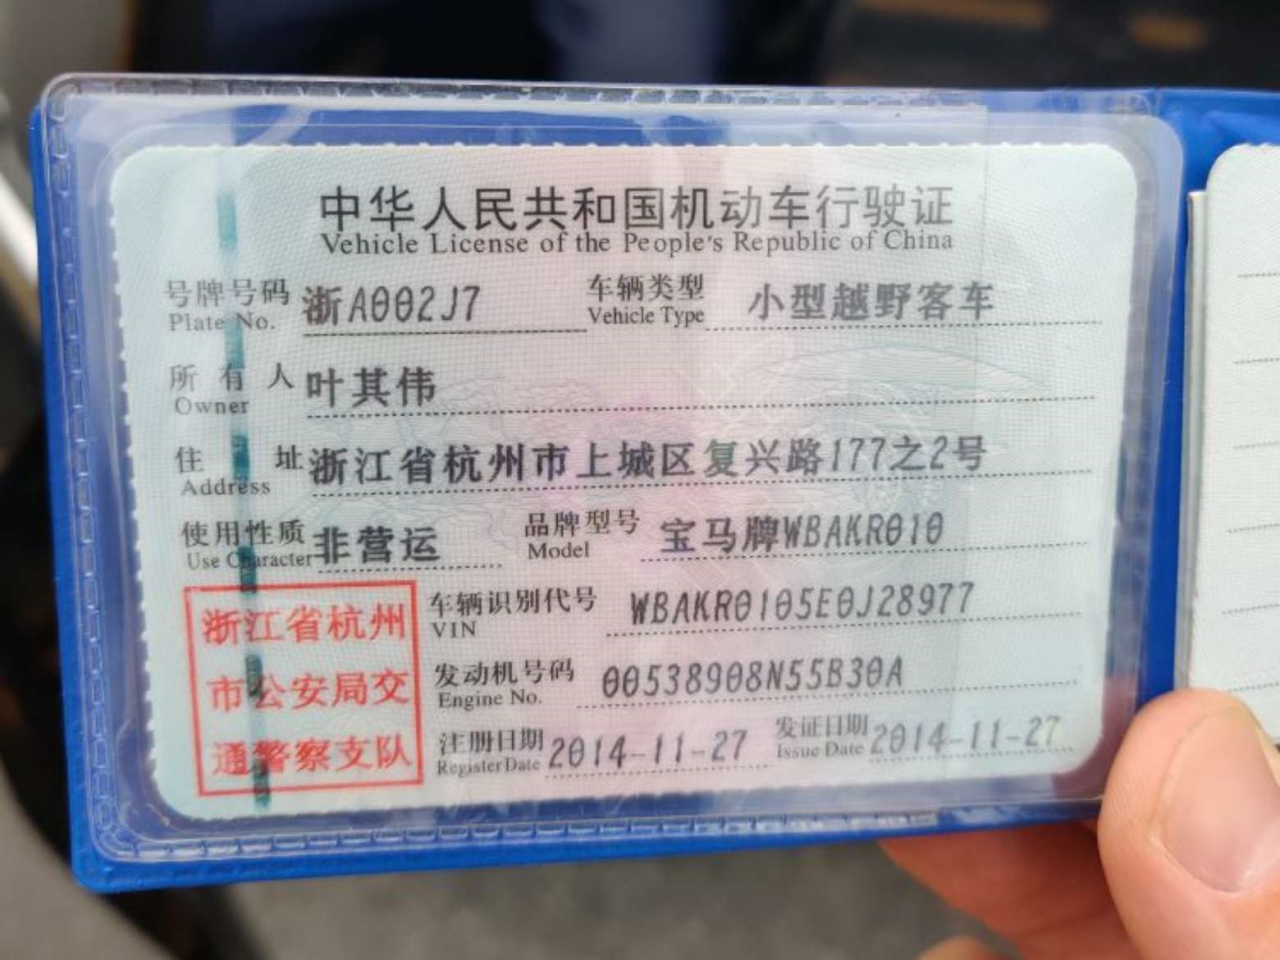 中华人民共和国机动车行驶证
Vehicle License of the People's Republic of China
号牌号码 浙A002J7 车辆类型 小型越野客车
Plate No. Vehicle Type
所有人 叶其伟
Owner
住址 浙江省杭州市上城区复兴路177之2号
Address
使用性质 非营运 品牌型号 宝马牌WBAKR010
Use Character Model
浙江省杭州
市公安局交
通警察支队
车辆识别代号 WBAKR0105E0J28977
VIN
发动机号码 00538908N55B30A
Engine No.
注册日期 2014-11-27 发证日期 2014-11-27
Register Date Issue Date